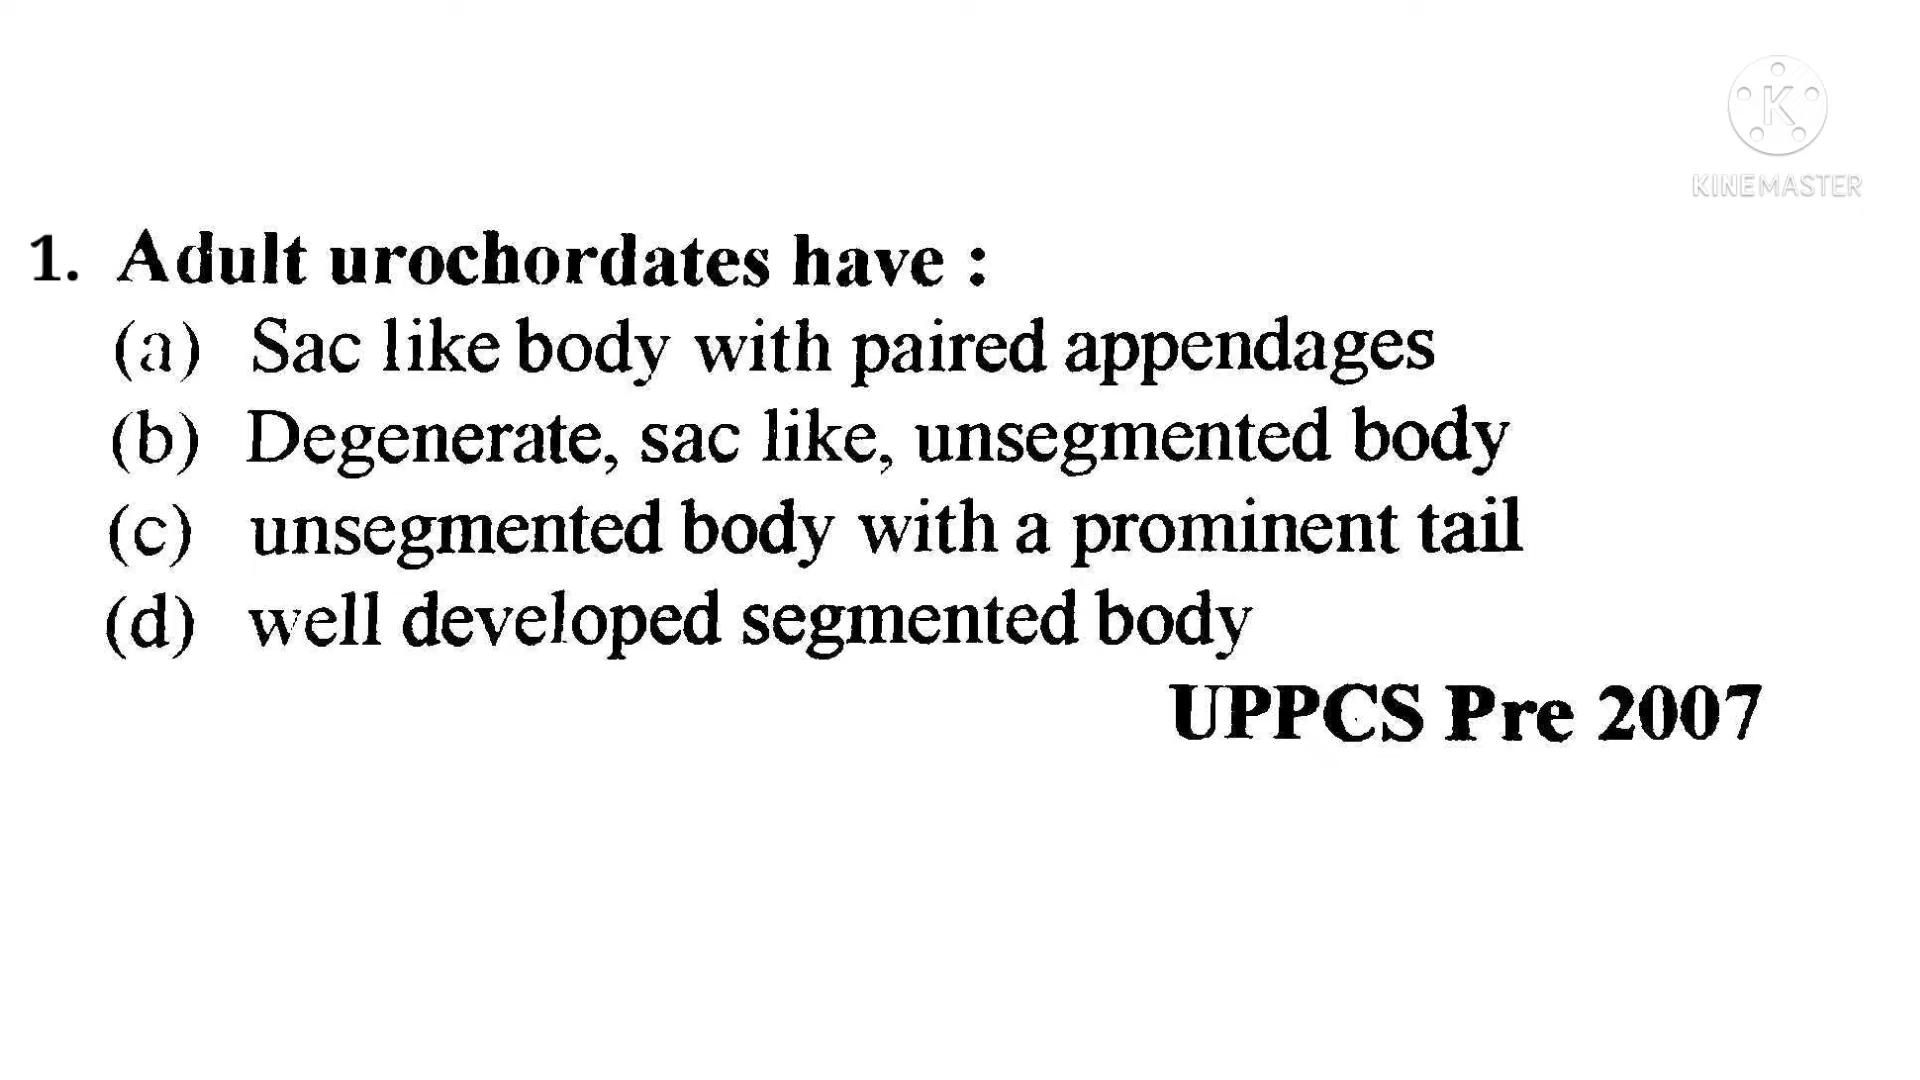 K
KINEMASTER
1. Adult urochordates have :
(a) Sac like body with paired appendages
(b) Degenerate, sac like, unsegmented body
(c) unsegmented body with a prominent tail
(d) well developed segmented body
UPPCS Pre 2007